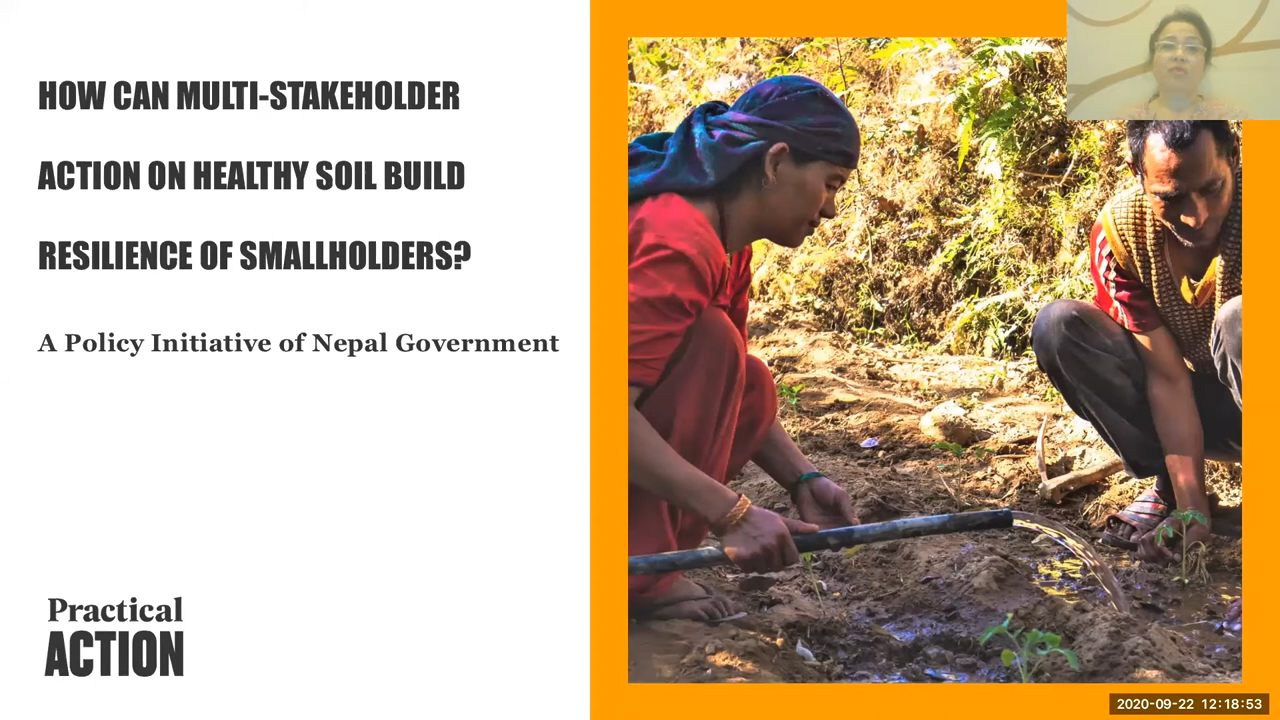 HOW CAN MULTI-STAKEHOLDER
ACTION ON HEALTHY SOIL BUILD
RESILIENCE OF SMALLHOLDERS?
A Policy Initiative of Nepal Government
Practical
ACTION
2020-09-22 12:18:53